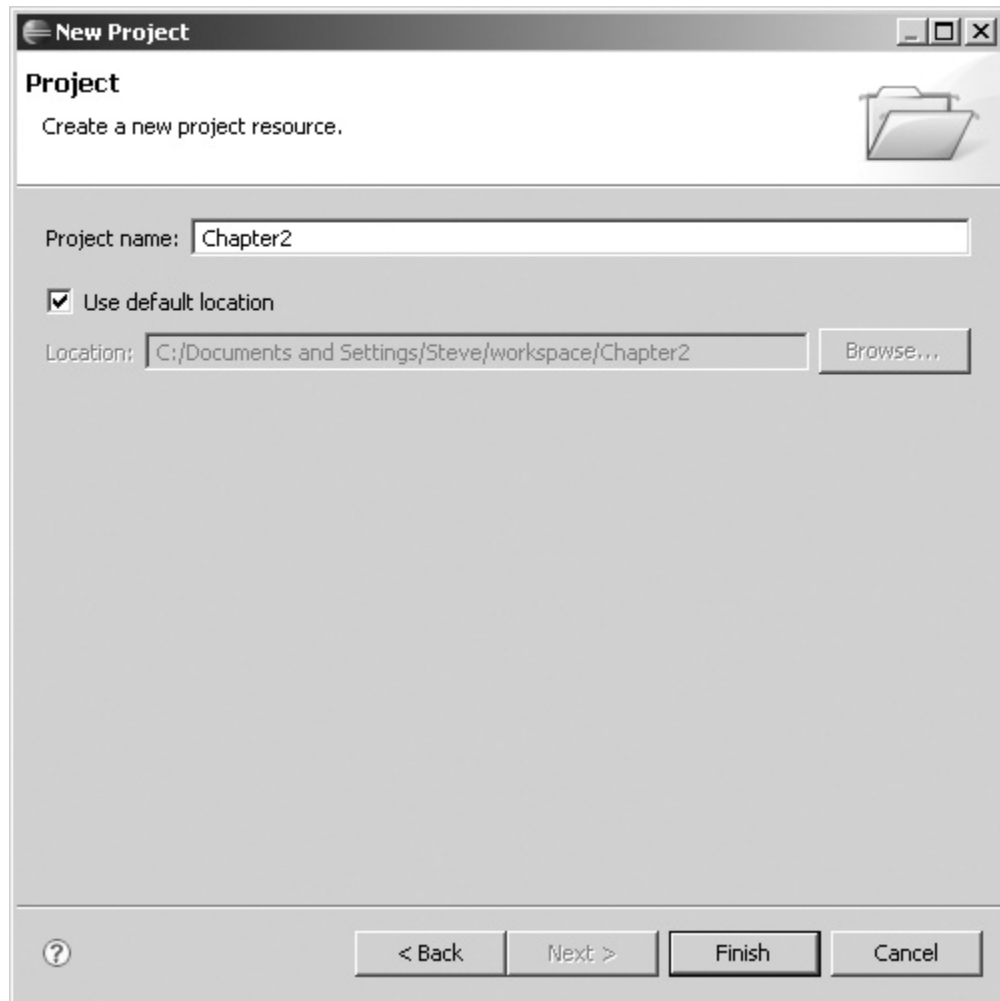 New Project
Project
Create a new project resource.
Project name: Chapter2
Use default location
Location: C:/Documents and Settings/Steve/workspace/Chapter2 Browse...
? < Back Next > Finish Cancel